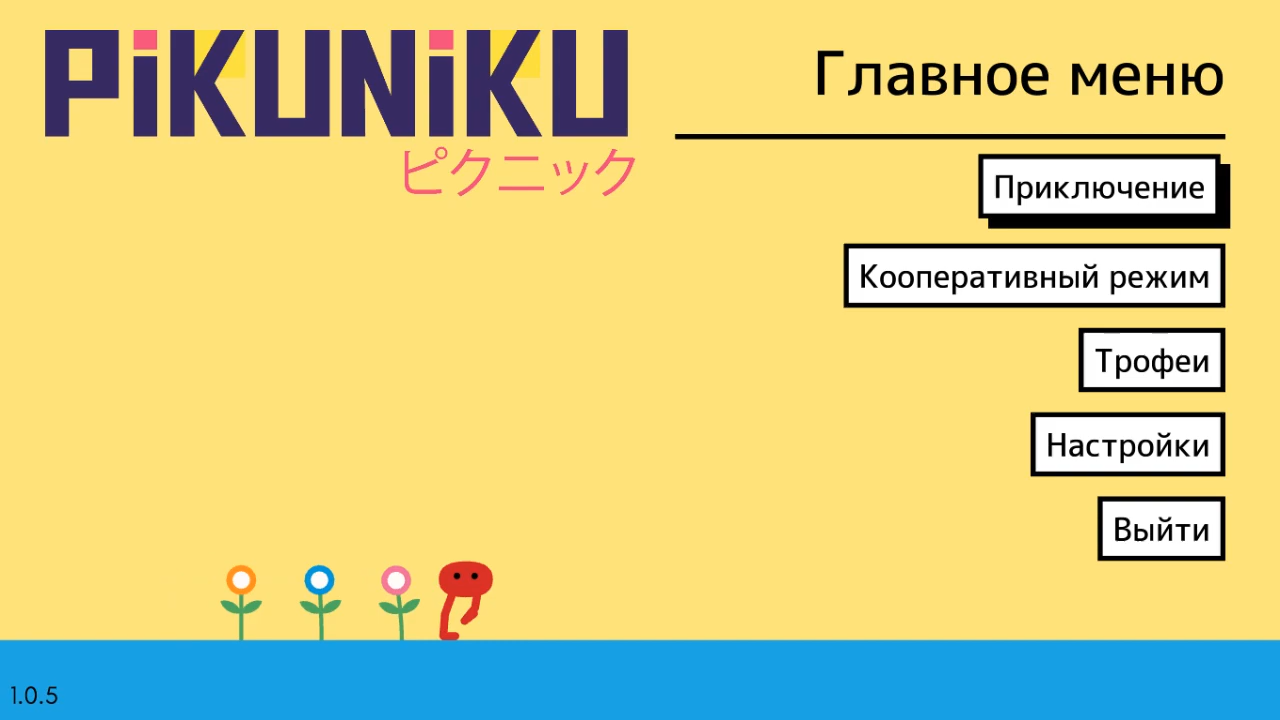 PiKUNiKU
ピクニック
Главное меню
Приключение
Кооперативный режим
Трофеи
Настройки
Выйти
1.0.5